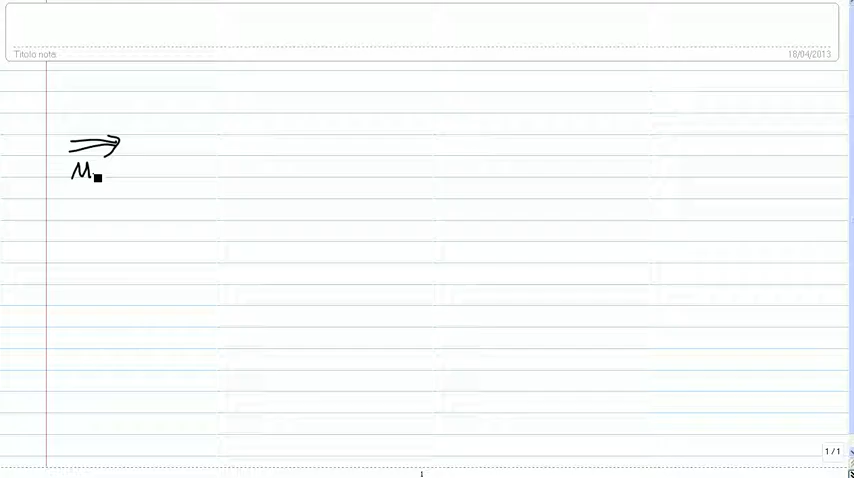 Titolo note:
18/04/2013
⇒
M
1 / 1
1